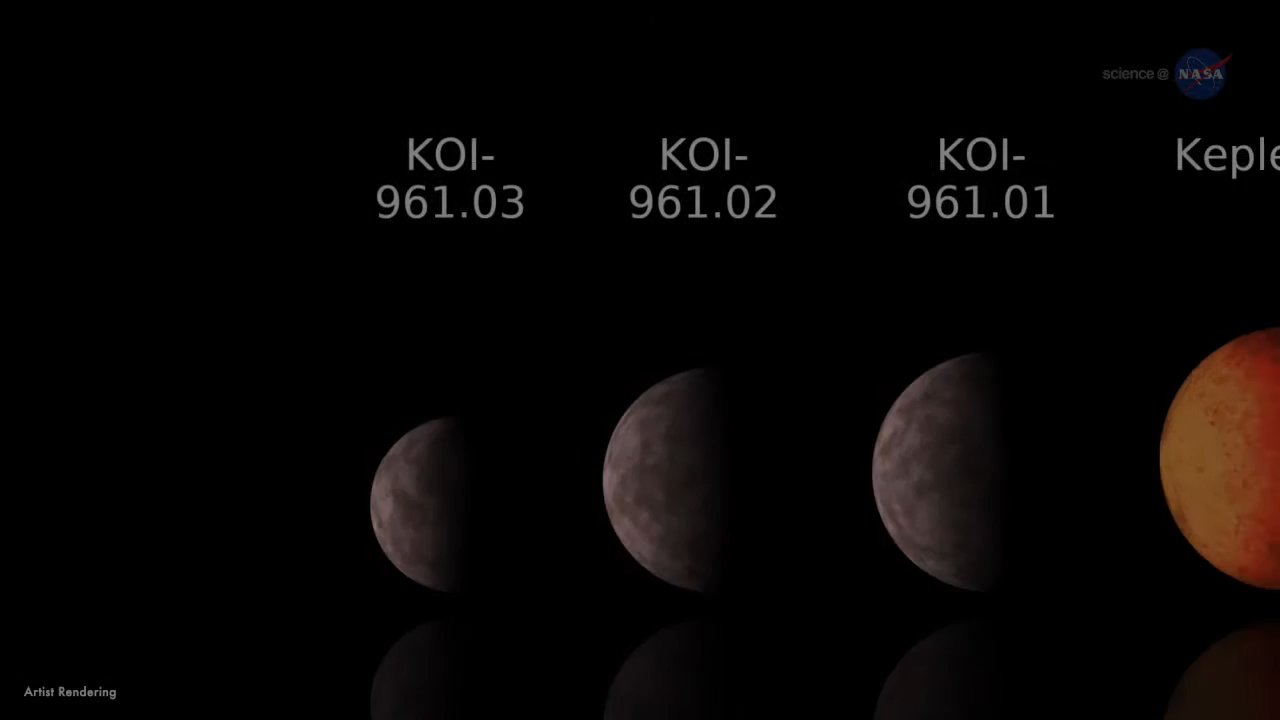 science@ NASA
KOI-
961.03
KOI-
961.02
KOI-
961.01
Keple
Artist Rendering